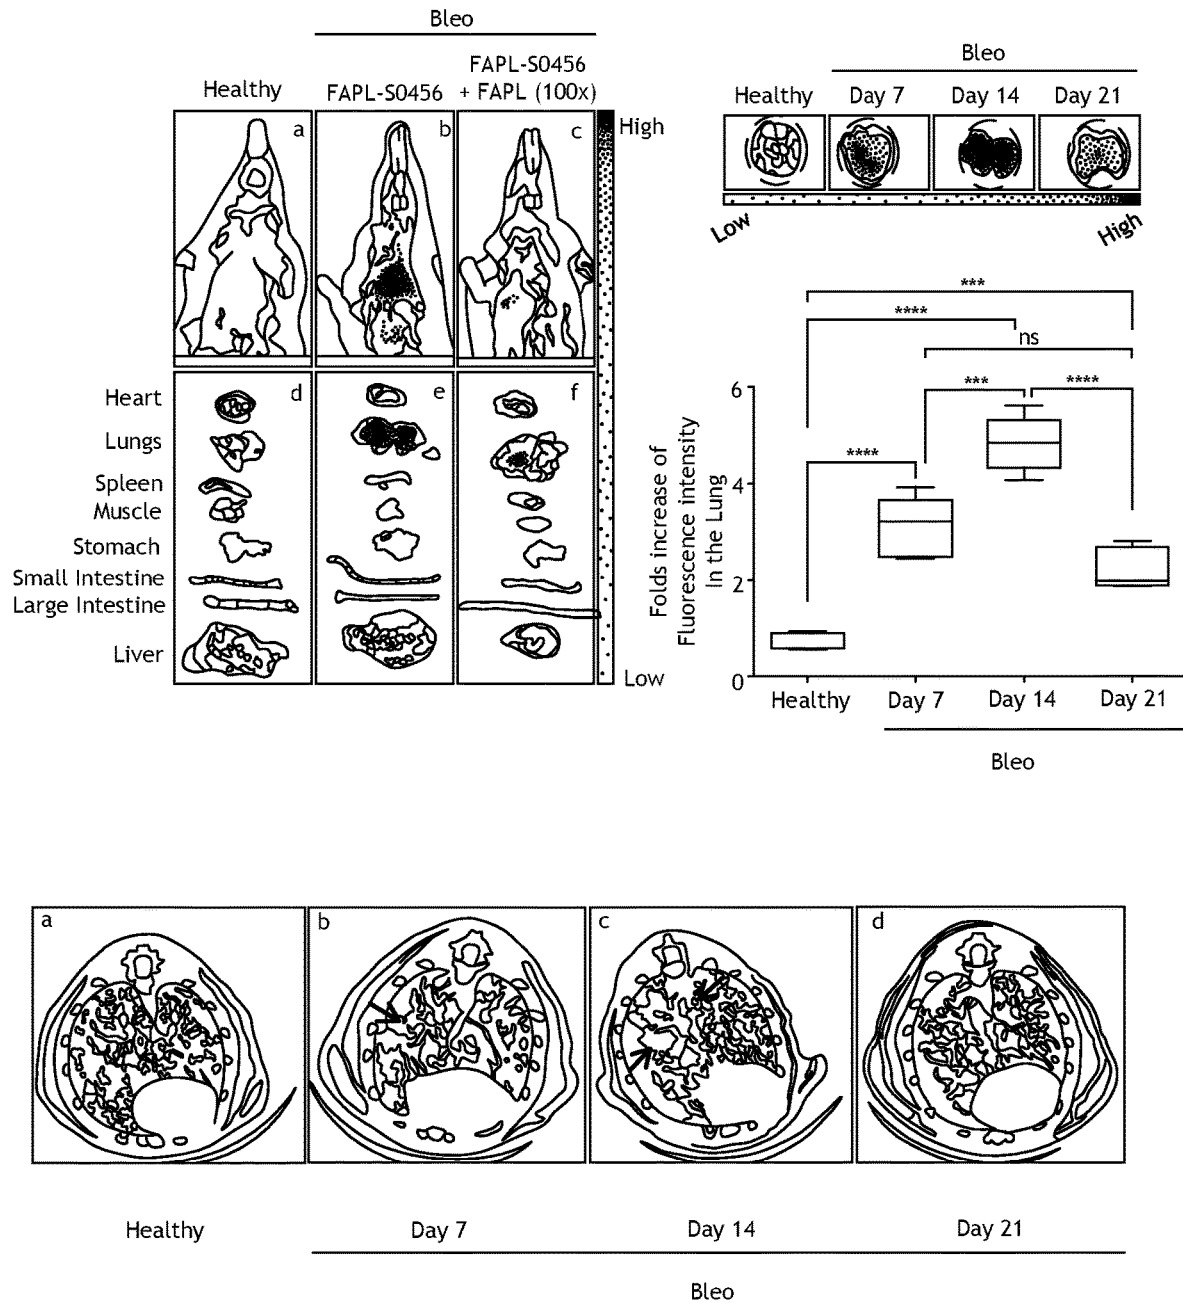 Bleo
Healthy
FAPL-S0456
FAPL-S0456
+ FAPL (100x)
a
b
c
High
Heart
Lungs
Spleen
Muscle
Stomach
Small Intestine
Large Intestine
Liver
d
e
f
Low
Bleo
Healthy
Day 7
Day 14
Day 21
Low
High
***
****
ns
***
****
****
Folds increase of
Fluorescence intensity
in the Lung
6
4
2
0
Healthy
Day 7
Day 14
Day 21
Bleo
a
b
c
d
Healthy
Day 7
Day 14
Day 21
Bleo